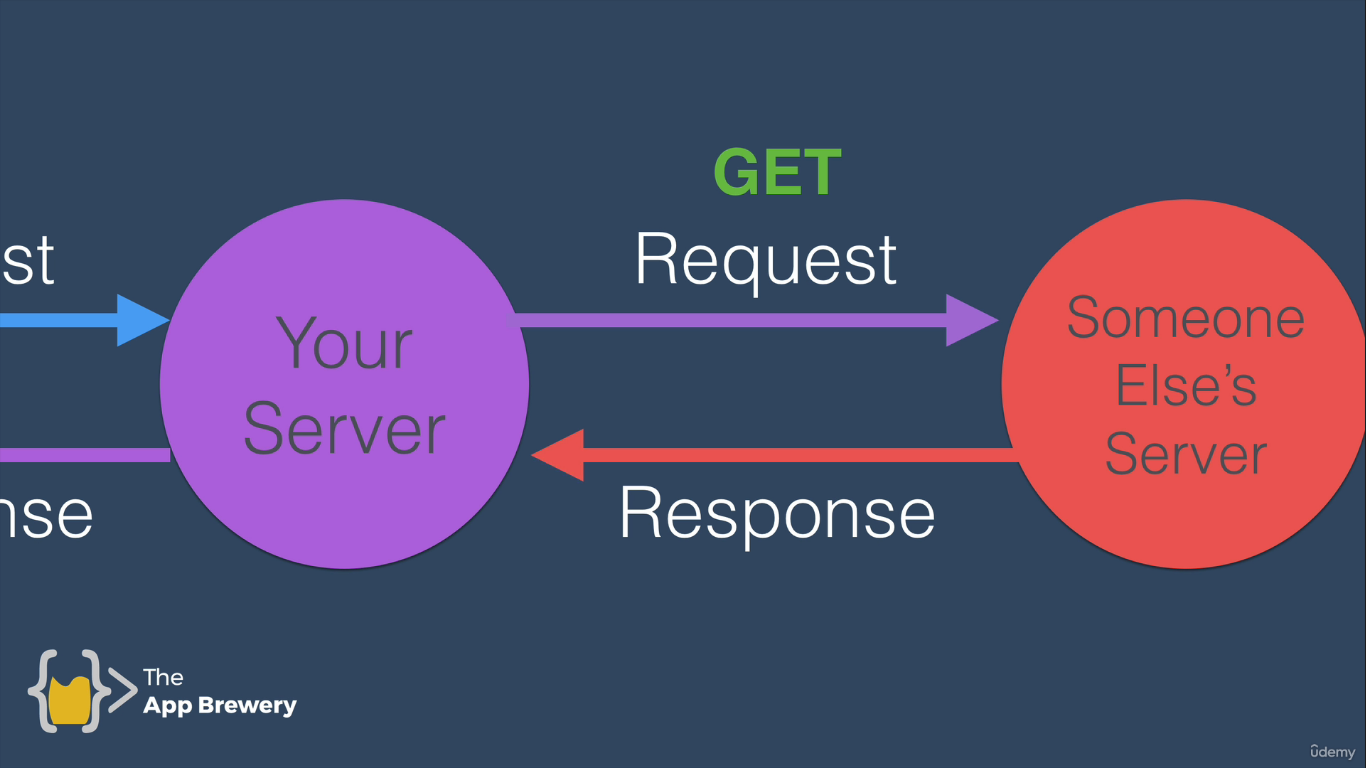 GET
st
Request
Your
Server
Someone
Else’s
Server
nse
Response
The
App Brewery
ûdemy